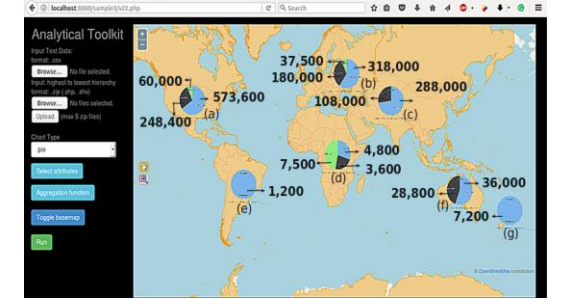 localhost:8080/sample3/v22.php
Search
Analytical Toolkit
Input Text Data:
format: .csv
Browse... No file selected.
Input: highest to lowest hierarchy
format: .zip (.shp, .shx)
Browse... No files selected.
Upload (max 5 zip files)
Chart Type
pie
Select attributes
Aggregation function
Toggle basemap
Run
+
-
37,500
318,000
180,000
(b)
60,000
573,600
(a)
248,400
288,000
108,000
(c)
4,800
7,500
3,600
(d)
1,200
(e)
36,000
28,800
(f)
7,200
(g)
© OpenStreetMap contributors